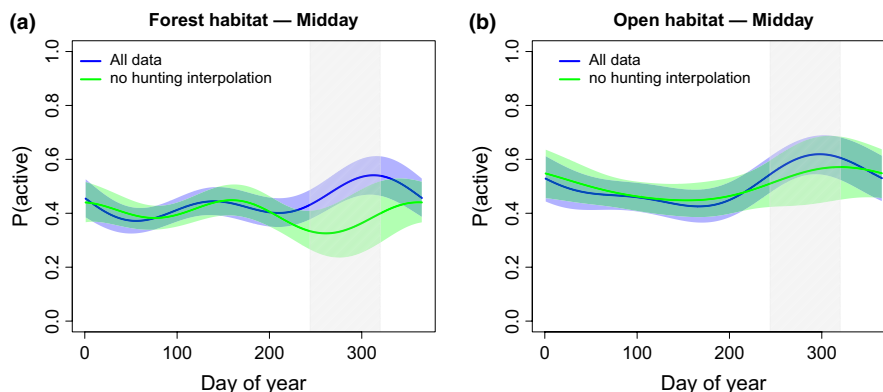 (a)
Forest habitat — Midday
All data
no hunting interpolation
P(active)
1.0
0.8
0.6
0.4
0.2
0.0
0 100 200 300
Day of year
(b)
Open habitat — Midday
All data
no hunting interpolation
P(active)
1.0
0.8
0.6
0.4
0.2
0.0
0 100 200 300
Day of year